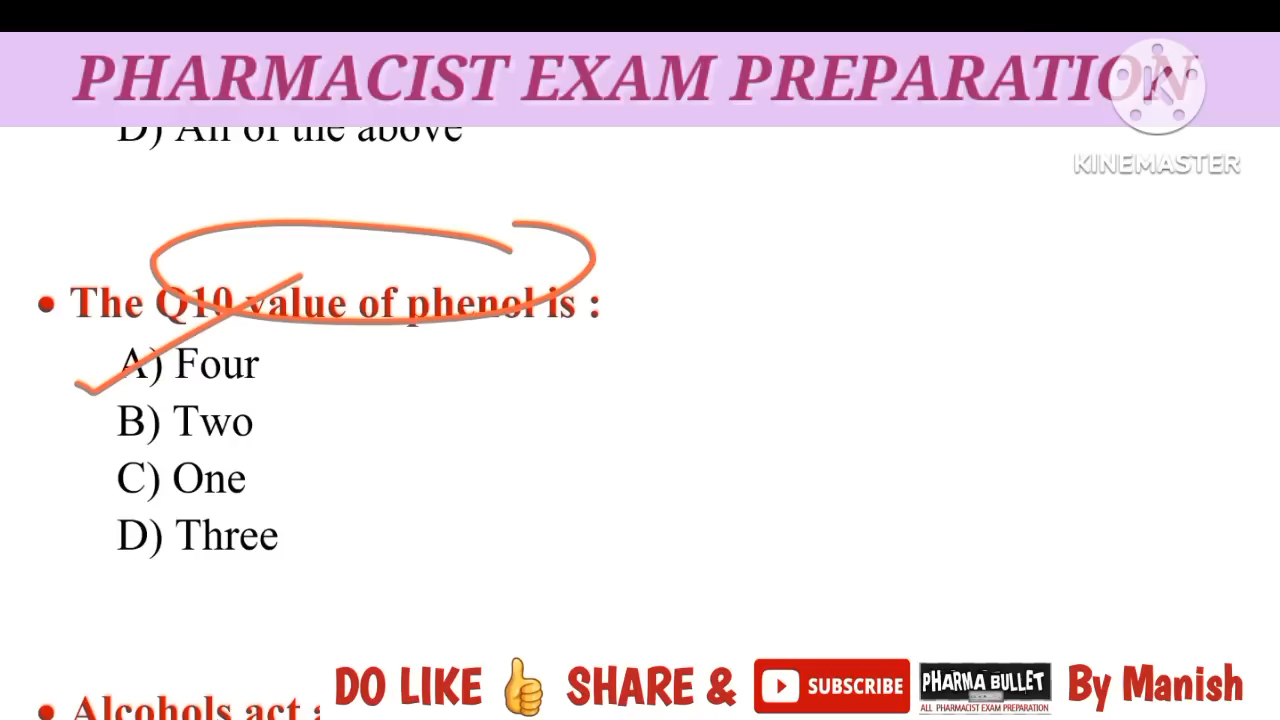 PHARMACIST EXAM PREPARATION
KINEMASTER
D) All of the above
• The Q10 value of phenol is :
A) Four
B) Two
C) One
D) Three
• Alcohols act
DO LIKE 👍 SHARE & SUBSCRIBE PHARMA BULLET By Manish
ALL PHARMACIST EXAM PREPARATION